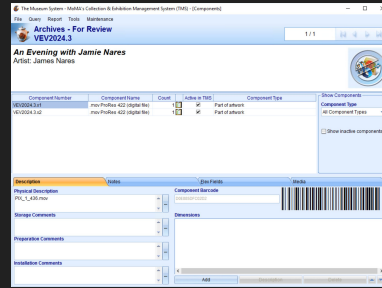 The Museum System - MoMA's Collection & Exhibition Management System (TMS) - [Components]
File Query Report Tools Maintenance
Archives - For Review
VEV2024.3
1 / 1
An Evening with Jamie Nares
Artist: James Nares
Component Number Component Name Count Active in TMS Component Type
VEV2024.3.x1 .mov ProRes 422 (digital file) 1 Part of artwork
VEV2024.3.x2 .mov ProRes 422 (digital file) 1 Part of artwork
Show Components
Component Type
All Component Types
Show inactive components
Description Notes Flex Fields Media
Physical Description
PIX_1_436.mov
Component Barcode
Storage Comments
Dimensions
Preparation Comments
Installation Comments
Add